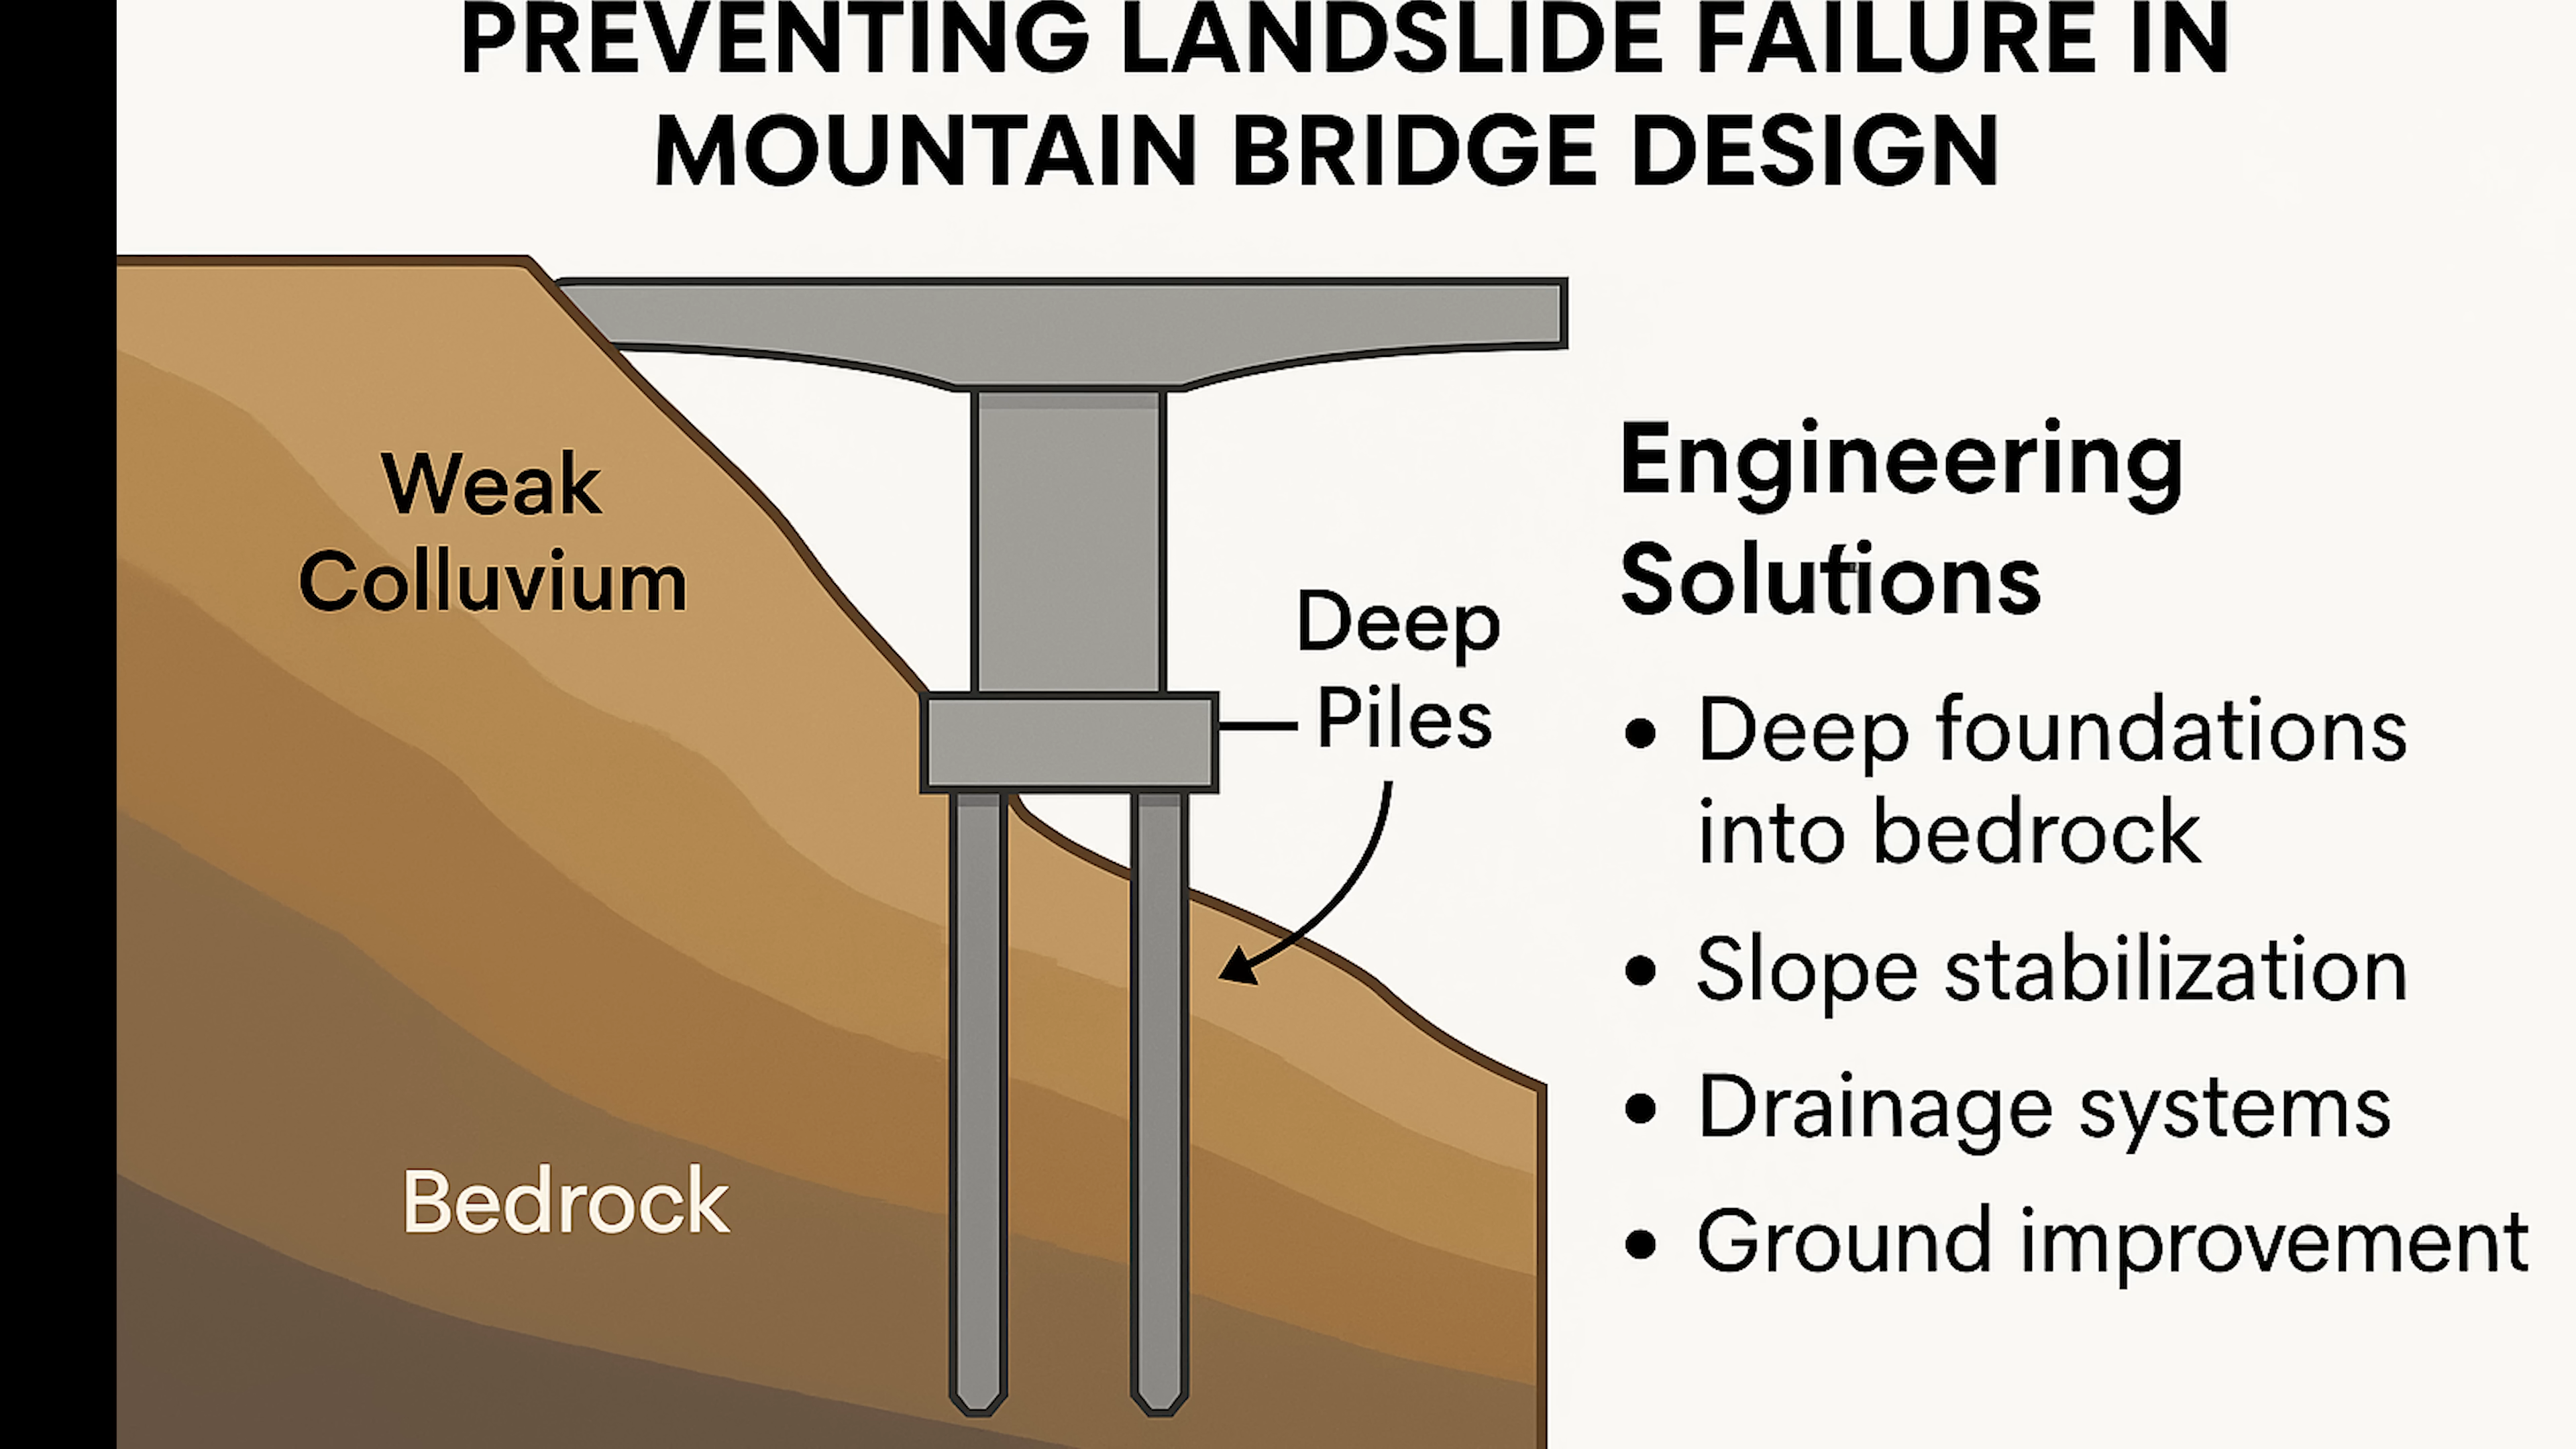 PREVENTING LANDSLIDE FAILURE IN
MOUNTAIN BRIDGE DESIGN
Weak
Colluvium
Deep
Piles
Bedrock
Engineering
Solutions
• Deep foundations
into bedrock
• Slope stabilization
• Drainage systems
• Ground improvement